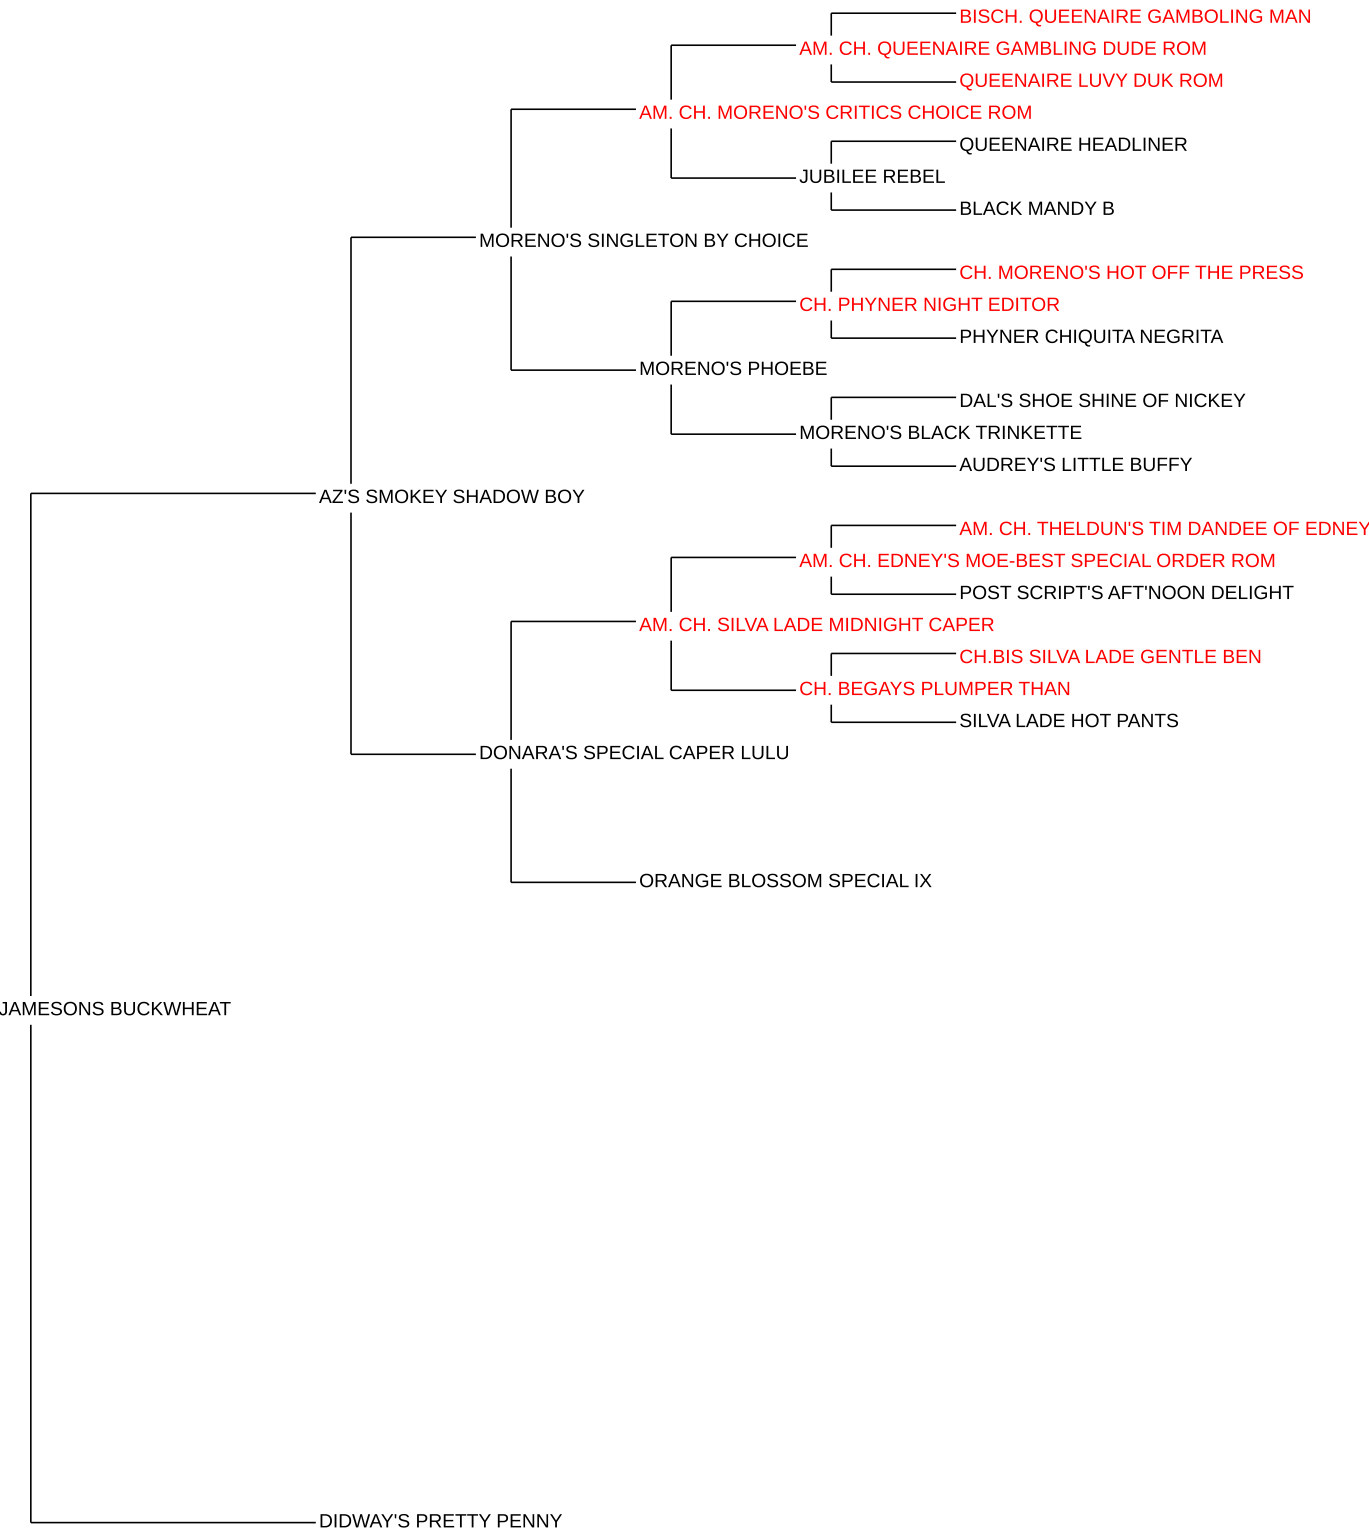 BISCH. QUEENAIRE GAMBOLING MAN
AM. CH. QUEENAIRE GAMBLING DUDE ROM
QUEENAIRE LUVY DUK ROM
AM. CH. MORENO'S CRITICS CHOICE ROM
QUEENAIRE HEADLINER
JUBILEE REBEL
BLACK MANDY B
MORENO'S SINGLETON BY CHOICE
CH. MORENO'S HOT OFF THE PRESS
CH. PHYNER NIGHT EDITOR
PHYNER CHIQUITA NEGRITA
MORENO'S PHOEBE
DAL'S SHOE SHINE OF NICKEY
MORENO'S BLACK TRINKETTE
AUDREY'S LITTLE BUFFY
AZ'S SMOKEY SHADOW BOY
AM. CH. THELDUN'S TIM DANDEE OF EDNEY
AM. CH. EDNEY'S MOE-BEST SPECIAL ORDER ROM
POST SCRIPT'S AFT'NOON DELIGHT
AM. CH. SILVA LADE MIDNIGHT CAPER
CH.BIS SILVA LADE GENTLE BEN
CH. BEGAYS PLUMPER THAN
SILVA LADE HOT PANTS
DONARA'S SPECIAL CAPER LULU
ORANGE BLOSSOM SPECIAL IX
JAMESONS BUCKWHEAT
DIDWAY'S PRETTY PENNY